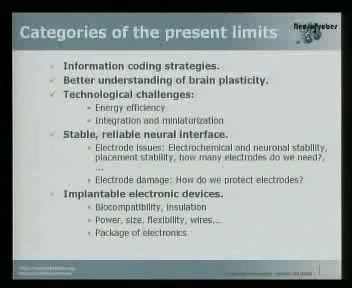 Categories of the present limits
NeuroProbes
Information coding strategies.
Better understanding of brain plasticity.
Technological challenges:
Energy efficiency
Integration and miniaturization
Stable, reliable neural interface.
Electrode issues: Electrochemical and neuronal stability,
placement stability, how many electrodes do we need?,
...
Electrode damage: How do we protect electrodes?
Implantable electronic devices.
Biocompatibility, insulation
Power, size, flexibility, wires,...
Package of electronics